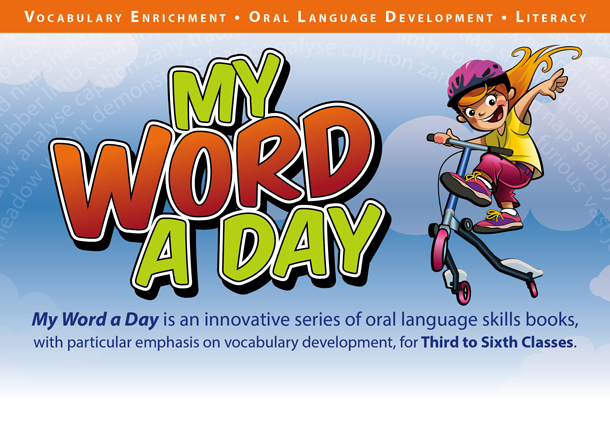 VOCABULARY ENRICHMENT • ORAL LANGUAGE DEVELOPMENT • LITERACY
MY
WORD
A DAY
My Word a Day is an innovative series of oral language skills books,
with particular emphasis on vocabulary development, for Third to Sixth Classes.